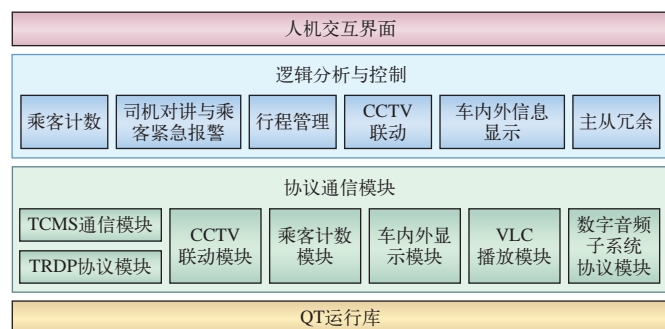 人机交互界面
逻辑分析与控制
乘客计数
司机对讲与乘
客紧急报警
行程管理
CCTV
联动
车内外信息
显示
主从冗余
协议通信模块
TCMS通信模块
TRDP协议模块
CCTV
联动模块
乘客计数
模块
车内外显
示模块
VLC
播放模块
数字音频
子系统
协议模块
QT运行库